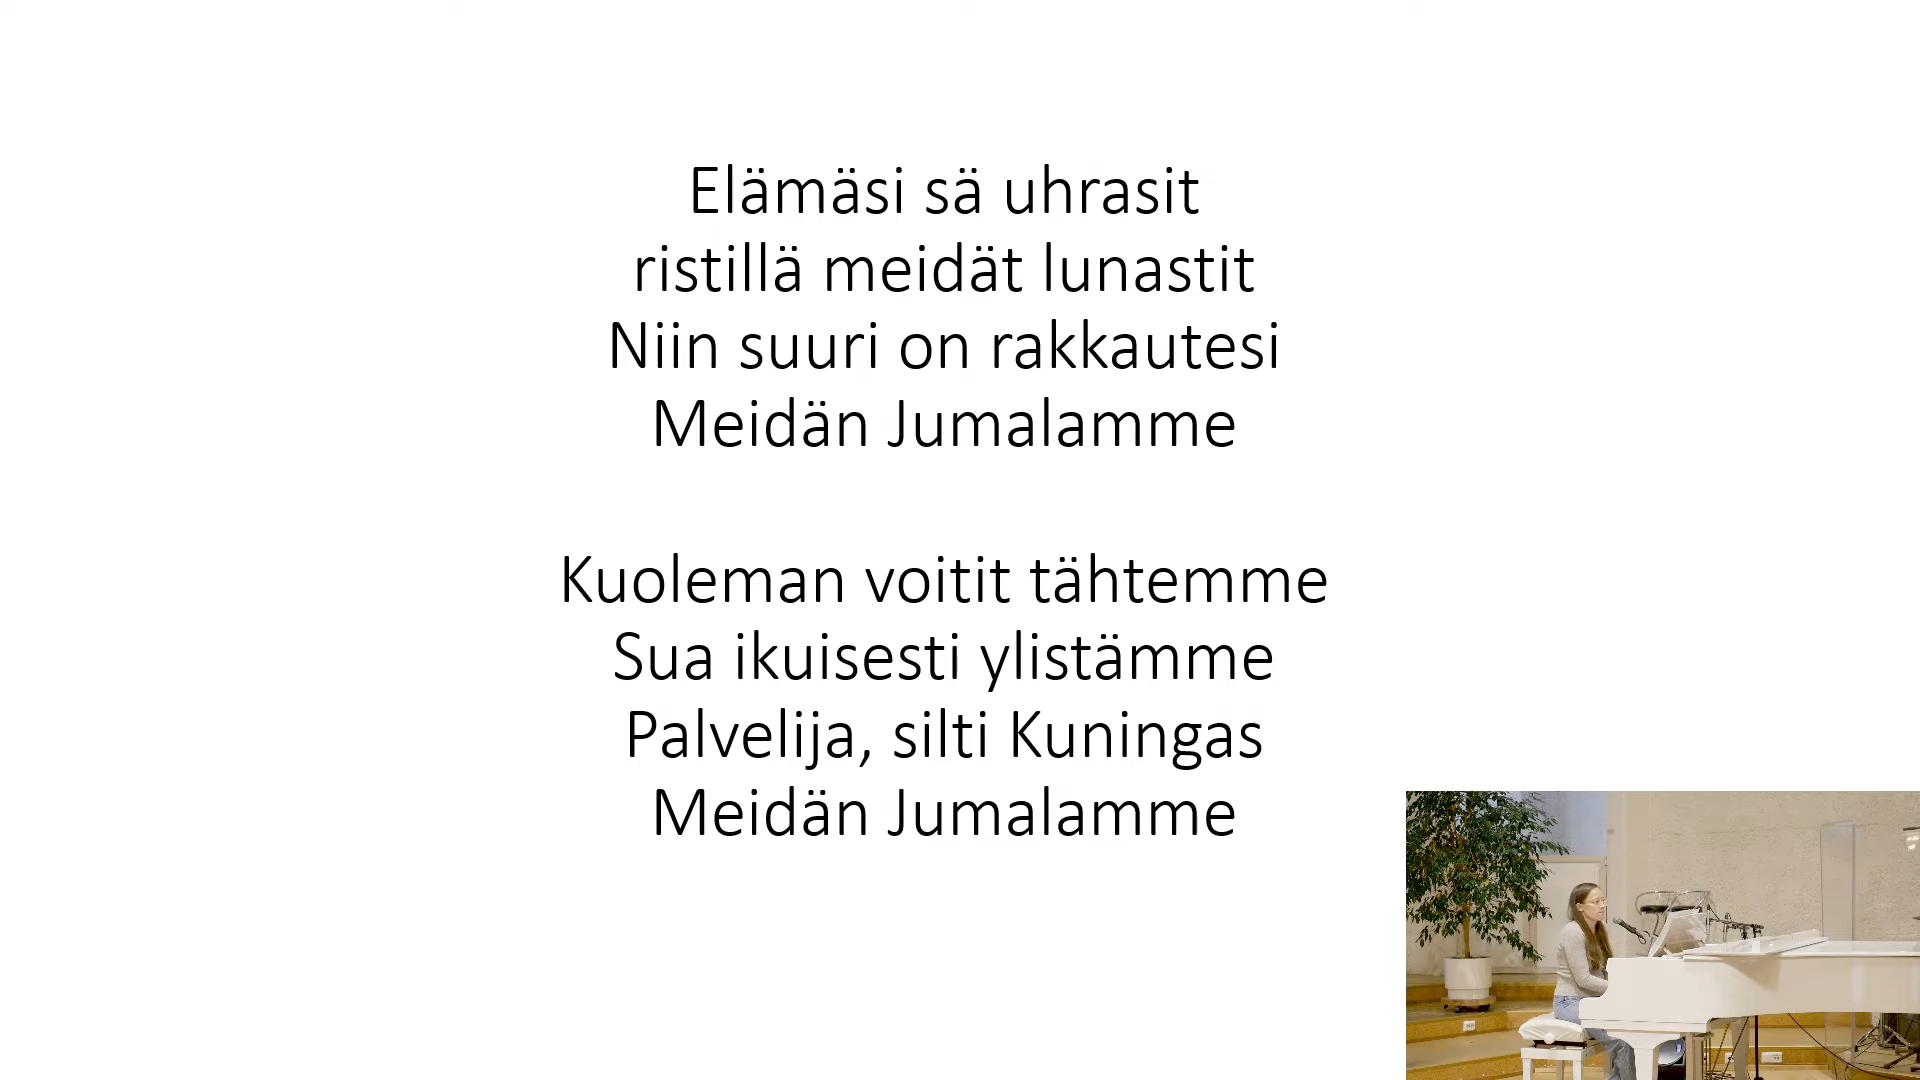 Elämäsi sä uhrasit
ristillä meidät lunastit
Niin suuri on rakkautesi
Meidän Jumalamme
Kuoleman voitit tähtemme
Sua ikuisesti ylistämme
Palvelija, silti Kuningas
Meidän Jumalamme